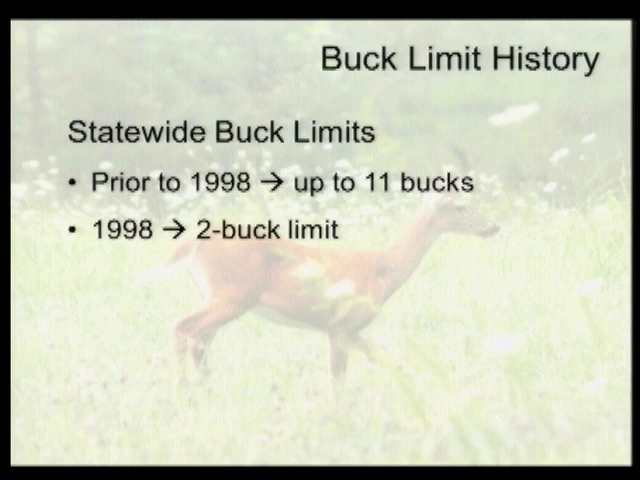 Buck Limit History
Statewide Buck Limits
• Prior to 1998 → up to 11 bucks
• 1998 → 2-buck limit